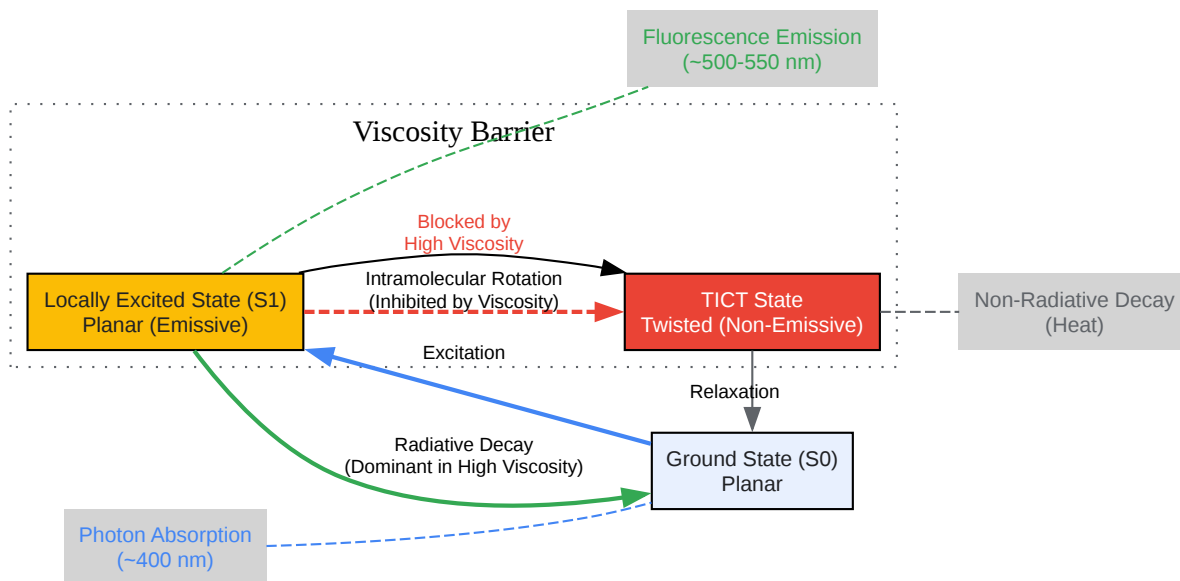 Fluorescence Emission
(~500-550 nm)
Viscosity Barrier
Blocked by
High Viscosity
Intramolecular Rotation
(Inhibited by Viscosity)
Locally Excited State (S1)
Planar (Emissive)
TICT State
Twisted (Non-Emissive)
Non-Radiative Decay
(Heat)
Excitation
Relaxation
Radiative Decay
(Dominant in High Viscosity)
Ground State (S0)
Planar
Photon Absorption
(~400 nm)